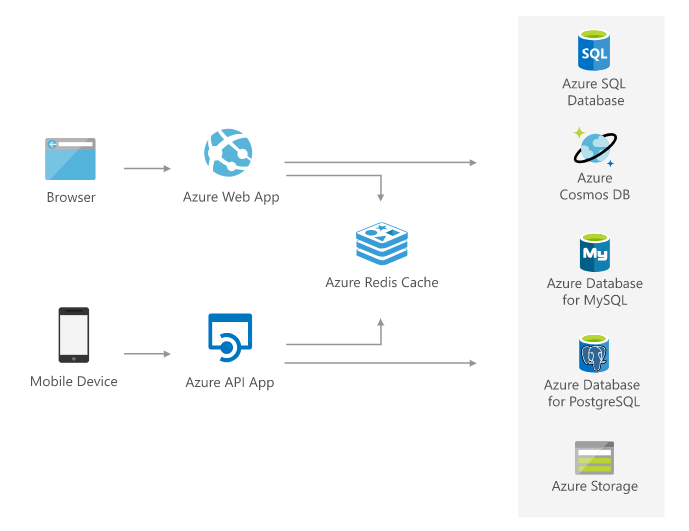 SQL
Azure SQL
Database
Browser
Azure Web App
Azure
Cosmos DB
Azure Redis Cache
My
Azure Database
for MySQL
Mobile Device
Azure API App
Azure Database
for PostgreSQL
Azure Storage